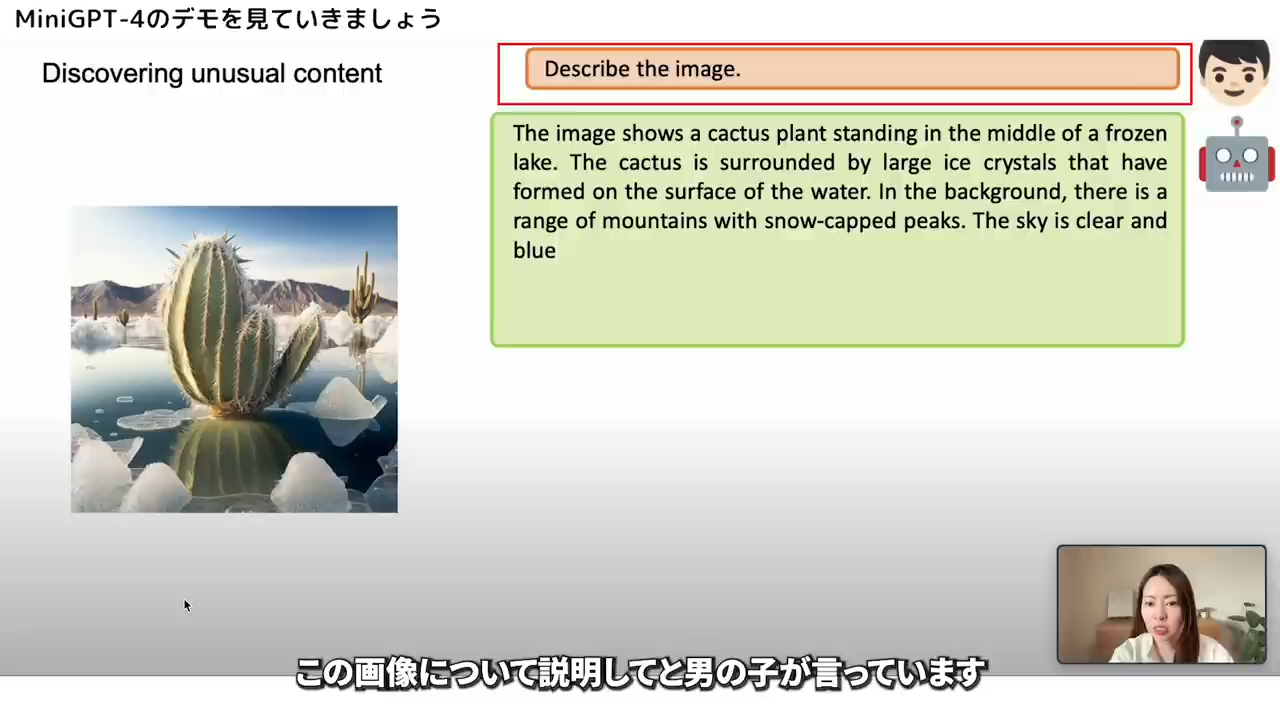 MiniGPT-4のデモを見ていきましょう
Discovering unusual content
Describe the image.
The image shows a cactus plant standing in the middle of a frozen
lake. The cactus is surrounded by large ice crystals that have
formed on the surface of the water. In the background, there is a
range of mountains with snow-capped peaks. The sky is clear and
blue
この画像について説明してと男の子が言っています